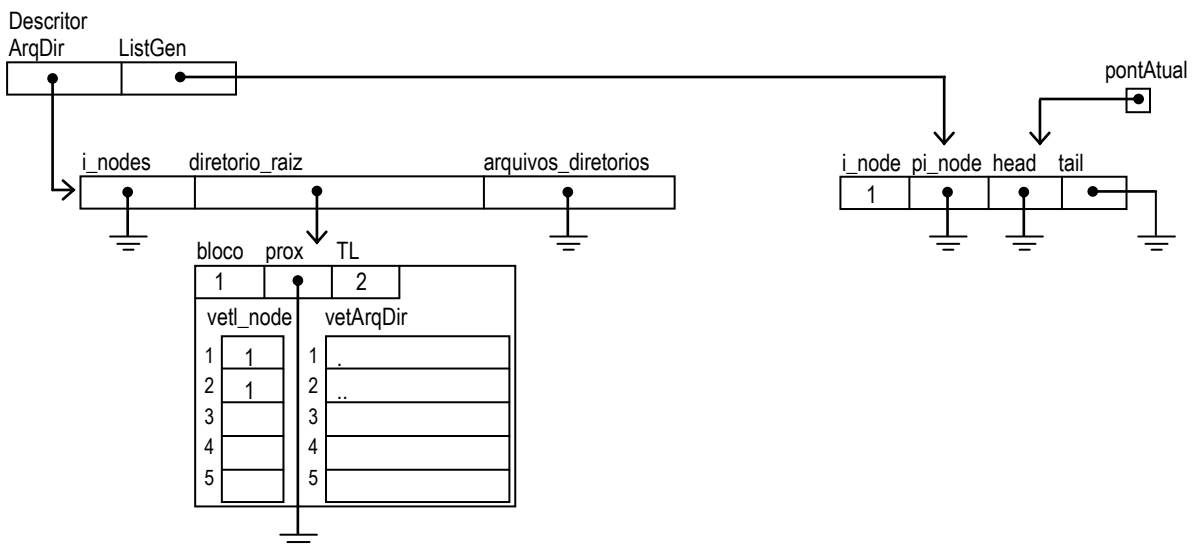 Descritor
ArqDir ListGen
pontAtual
i_nodes diretorio_raiz arquivos_diretorios
i_node pi_node head tail
1
bloco prox TL
1 2
vetI_node vetArqDir
1 1 1 .
2 1 2 ..
3 3
4 4
5 5